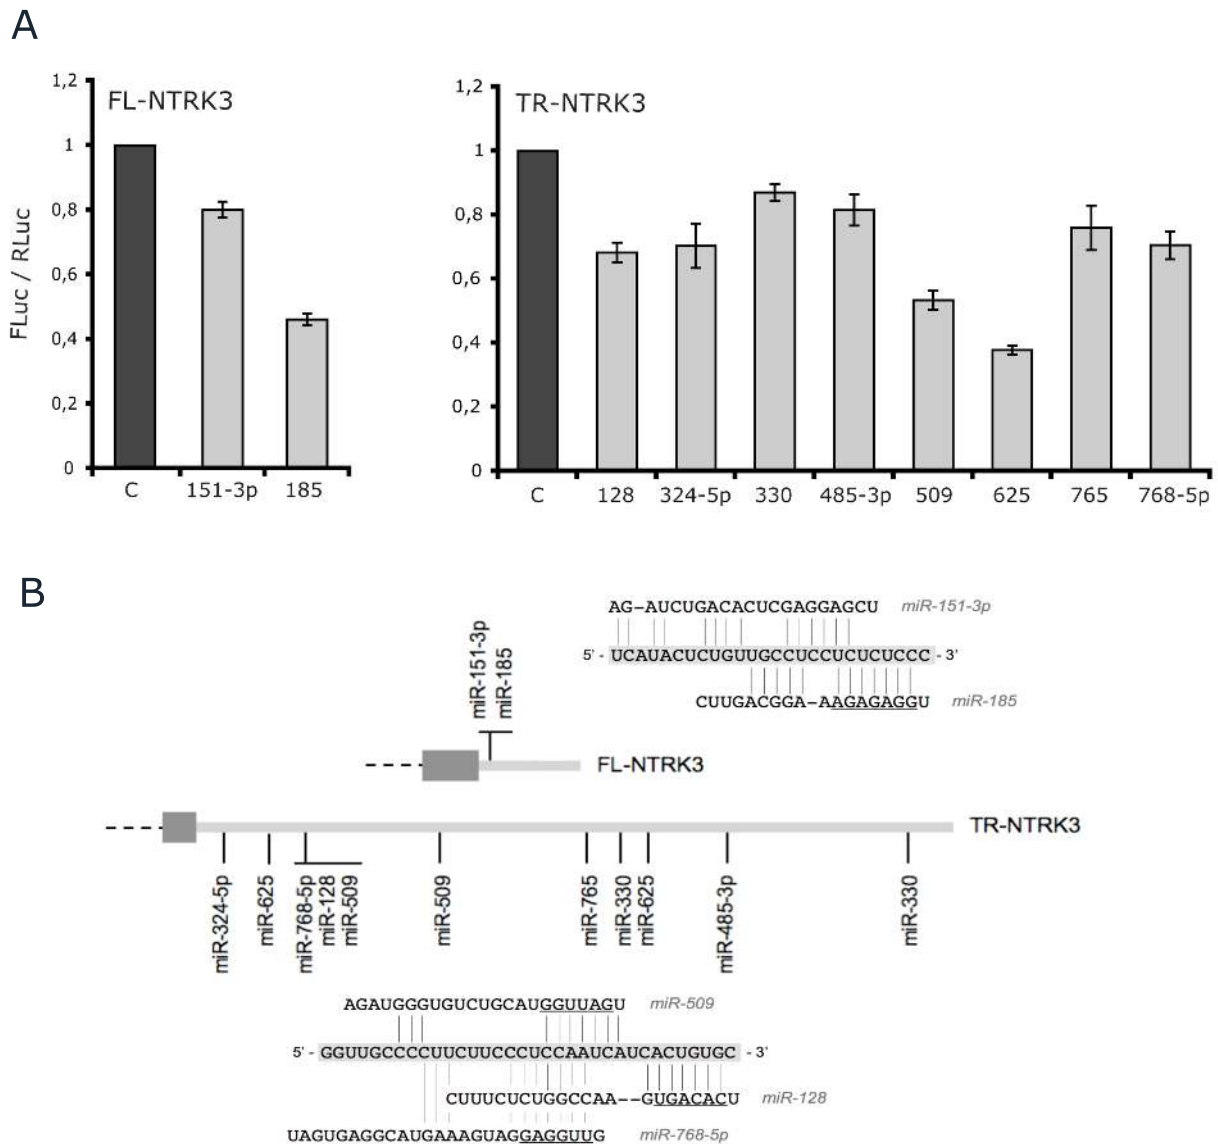 A
FL-NTRK3
FLuc / RLuc
1,2
1
0,8
0,6
0,4
0,2
0
C 151-3p 185
TR-NTRK3
1,2
1
0,8
0,6
0,4
0,2
0
C 128 324-5p 330 485-3p 509 625 765 768-5p
B
AG-AUCUGACACUCGAGGAGCU miR-151-3p
5' - UCAUACUCUGUUGCCUCCUCUCUCCC - 3'
CUUGACGGA-AAGAGAGGU miR-185
miR-151-3p
miR-185
FL-NTRK3
TR-NTRK3
miR-324-5p
miR-625
miR-768-5p
miR-128
miR-509
miR-509
miR-765
miR-330
miR-625
miR-485-3p
miR-330
AGAUGGGUGUCUGCAUGGUUAGU miR-509
5' - GGUUGCCCCUUCUUCCCUCCAAUCAUCACUGUGC - 3'
CUUUCUCUGGCCAA--GUGACACU miR-128
UAGUGAGGCAUGAAAGUAGGAGGUUG miR-768-5p